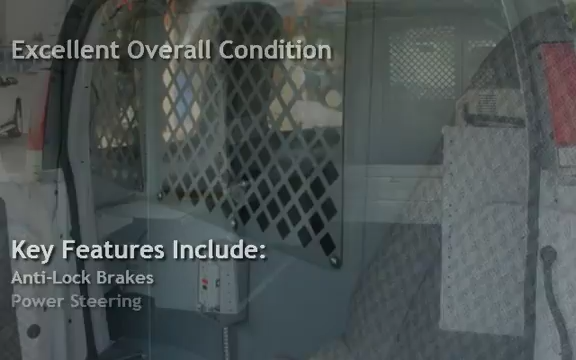 Excellent Overall Condition
Key Features Include:
Anti-Lock Brakes
Power Steering